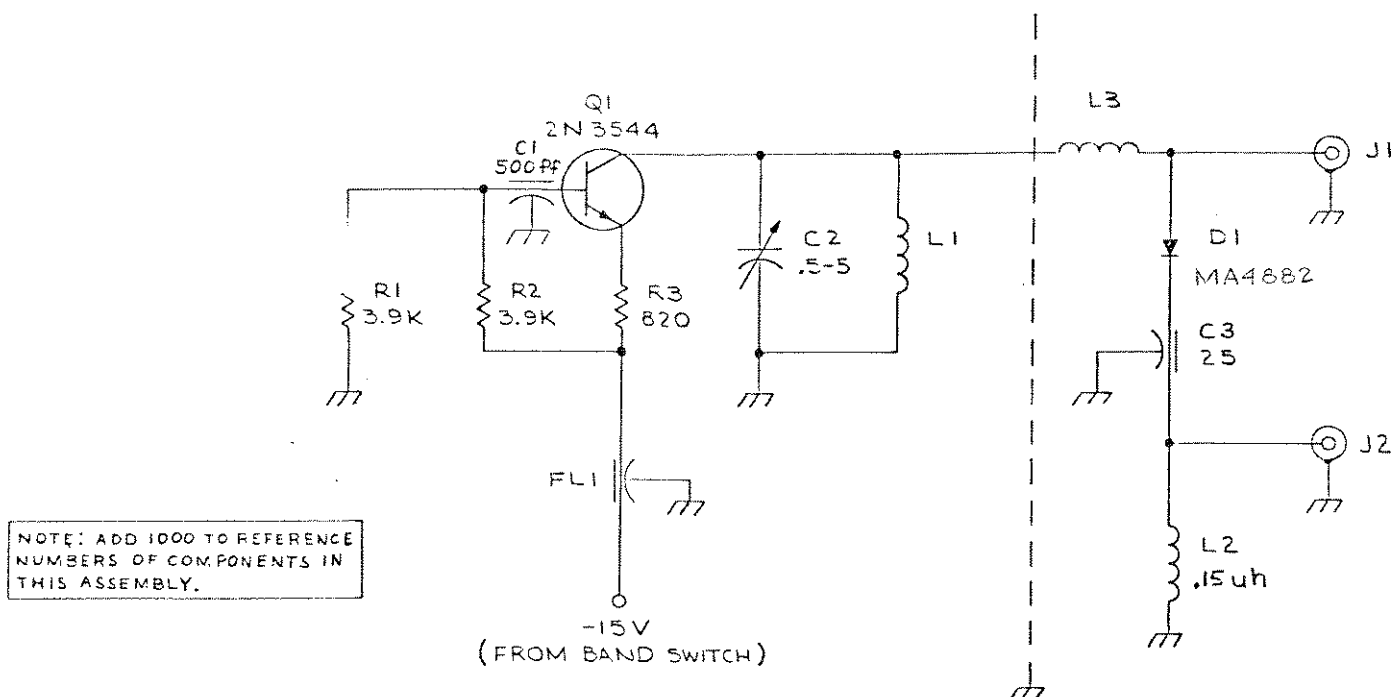 L3
Q1
2N3544
C1
500Pf
J1
C2
.5-5
L1
D1
MA4882
R1
3.9K
R2
3.9K
R3
820
C3
25
FL1
J2
NOTE: ADD 1000 TO REFERENCE
NUMBERS OF COMPONENTS IN
THIS ASSEMBLY.
L2
.15uh
-15V
(FROM BAND SWITCH)